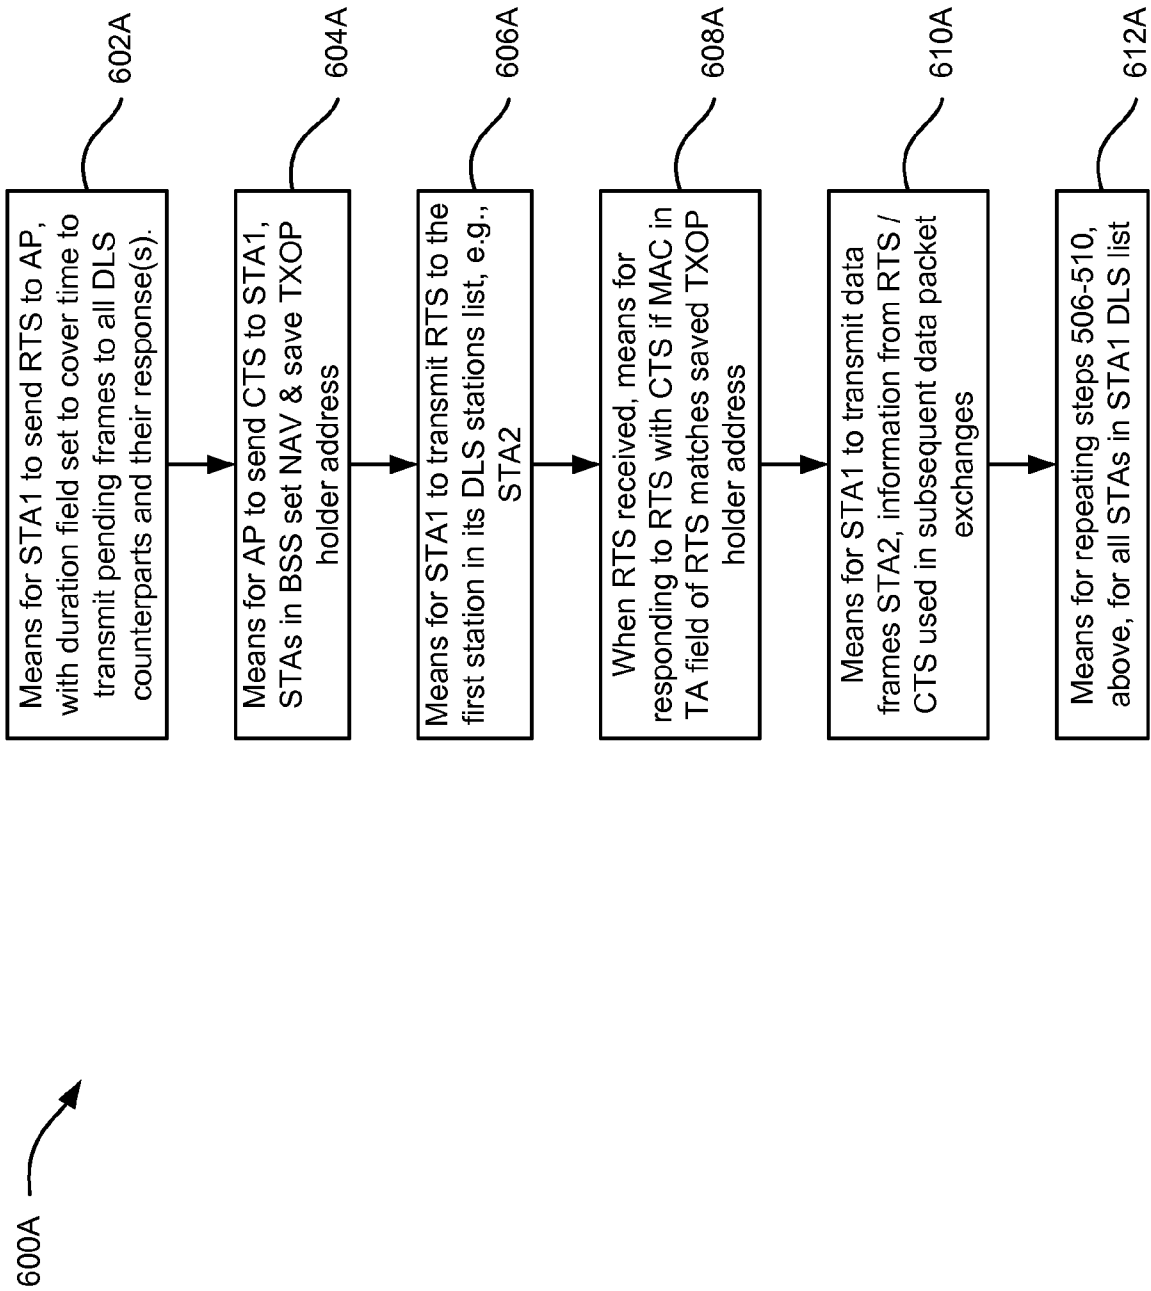 600A
Means for STA1 to send RTS to AP,
with duration field set to cover time to
transmit pending frames to all DLS
counterparts and their response(s).
602A
Means for AP to send CTS to STA1,
STAs in BSS set NAV & save TXOP
holder address
604A
Means for STA1 to transmit RTS to the
first station in its DLS stations list, e.g.,
STA2
606A
When RTS received, means for
responding to RTS with CTS if MAC in
TA field of RTS matches saved TXOP
holder address
608A
Means for STA1 to transmit data
frames STA2, information from RTS /
CTS used in subsequent data packet
exchanges
610A
Means for repeating steps 506-510,
above, for all STAs in STA1 DLS list
612A